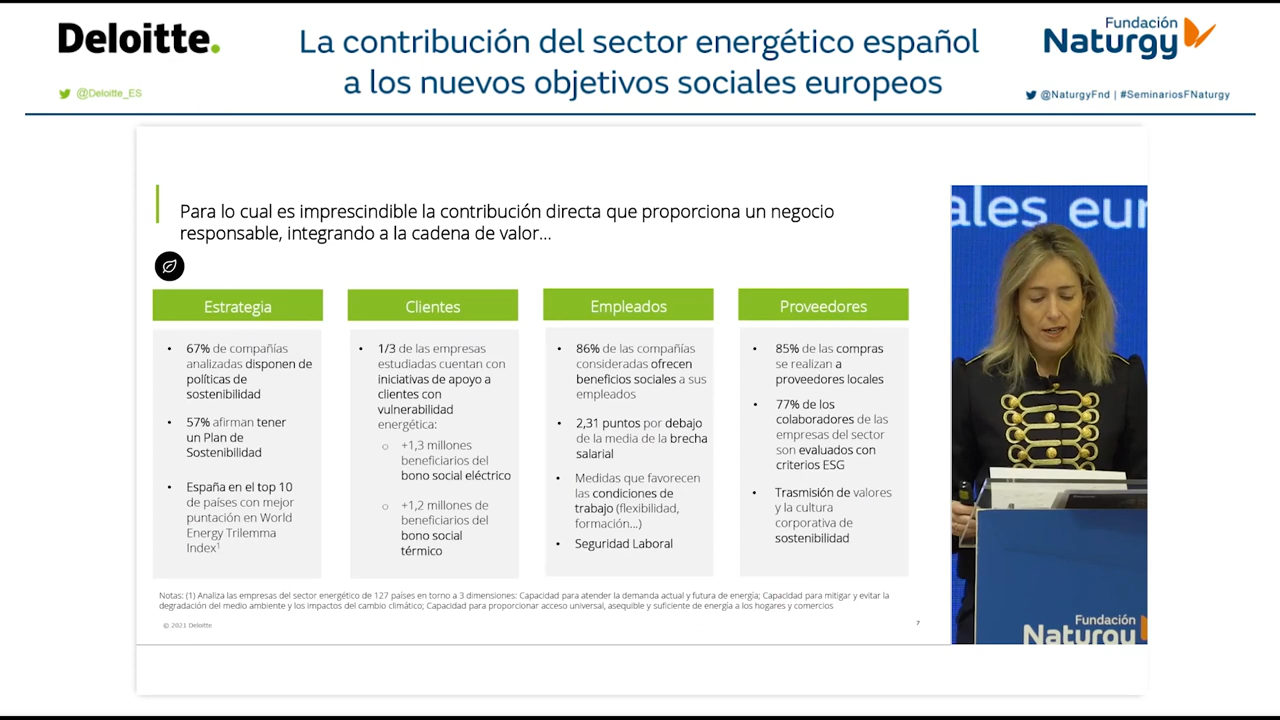 Deloitte.
@Deloitte_ES
La contribución del sector energético español
a los nuevos objetivos sociales europeos
Fundación
Naturgy
@NaturgyFnd | #SeminariosFNaturgy
Para lo cual es imprescindible la contribución directa que proporciona un negocio
responsable, integrando a la cadena de valor...
Estrategia
• 67% de compañías
analizadas disponen de
políticas de
sostenibilidad
• 57% afirman tener
un Plan de
Sostenibilidad
• España en el top 10
de países con mejor
puntación en World
Energy Trilemma
Index¹
Clientes
• 1/3 de las empresas
estudiadas cuentan con
iniciativas de apoyo a
clientes con
vulnerabilidad
energética:
○ +1,3 millones
beneficiarios del
bono social eléctrico
○ +1,2 millones de
beneficiarios del
bono social
térmico
Empleados
• 86% de las compañías
consideradas ofrecen
beneficios sociales a sus
empleados
• 2,31 puntos por debajo
de la media de la brecha
salarial
• Medidas que favorecen
las condiciones de
trabajo (flexibilidad,
formación...)
• Seguridad Laboral
Proveedores
• 85% de las compras
se realizan a
proveedores locales
• 77% de los
colaboradores de las
empresas del sector
son evaluados con
criterios ESG
• Trasmisión de valores
y la cultura
corporativa de
sostenibilidad
Notas: (1) Analiza las empresas del sector energético de 127 países en torno a 3 dimensiones: Capacidad para atender la demanda actual y futura de energía; Capacidad para mitigar y evitar la
degradación del medio ambiente y los impactos del cambio climático; Capacidad para proporcionar acceso universal, asequible y suficiente de energía a los hogares y comercios
© 2021 Deloitte
7
ales eur
Fundación
Naturgy